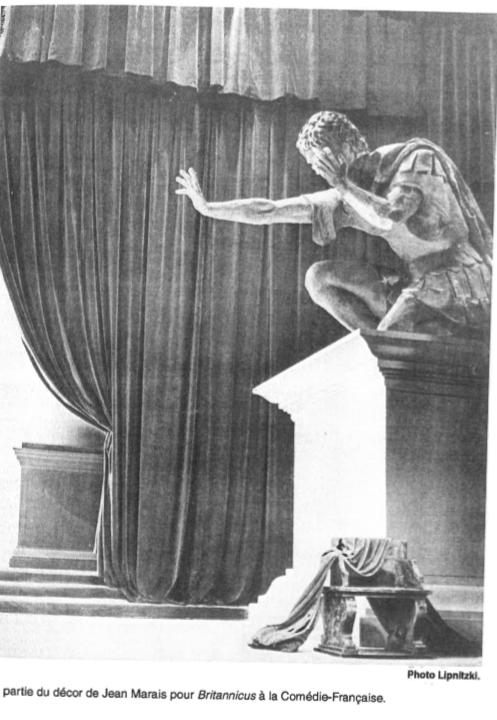 Photo Lipnitzki.
partie du décor de Jean Marais pour Britannicus à la Comédie-Française.